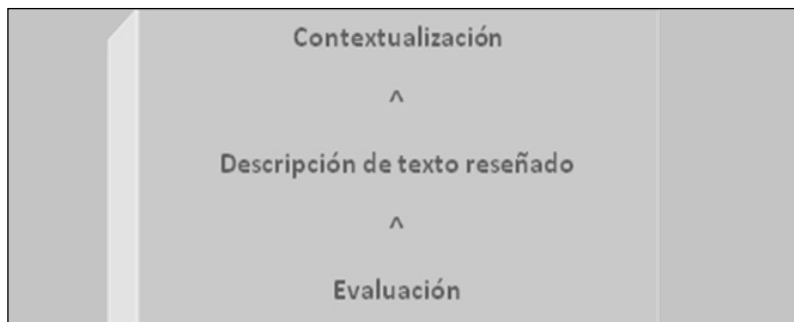 Contextualización
^
Descripción de texto reseñado
^
Evaluación